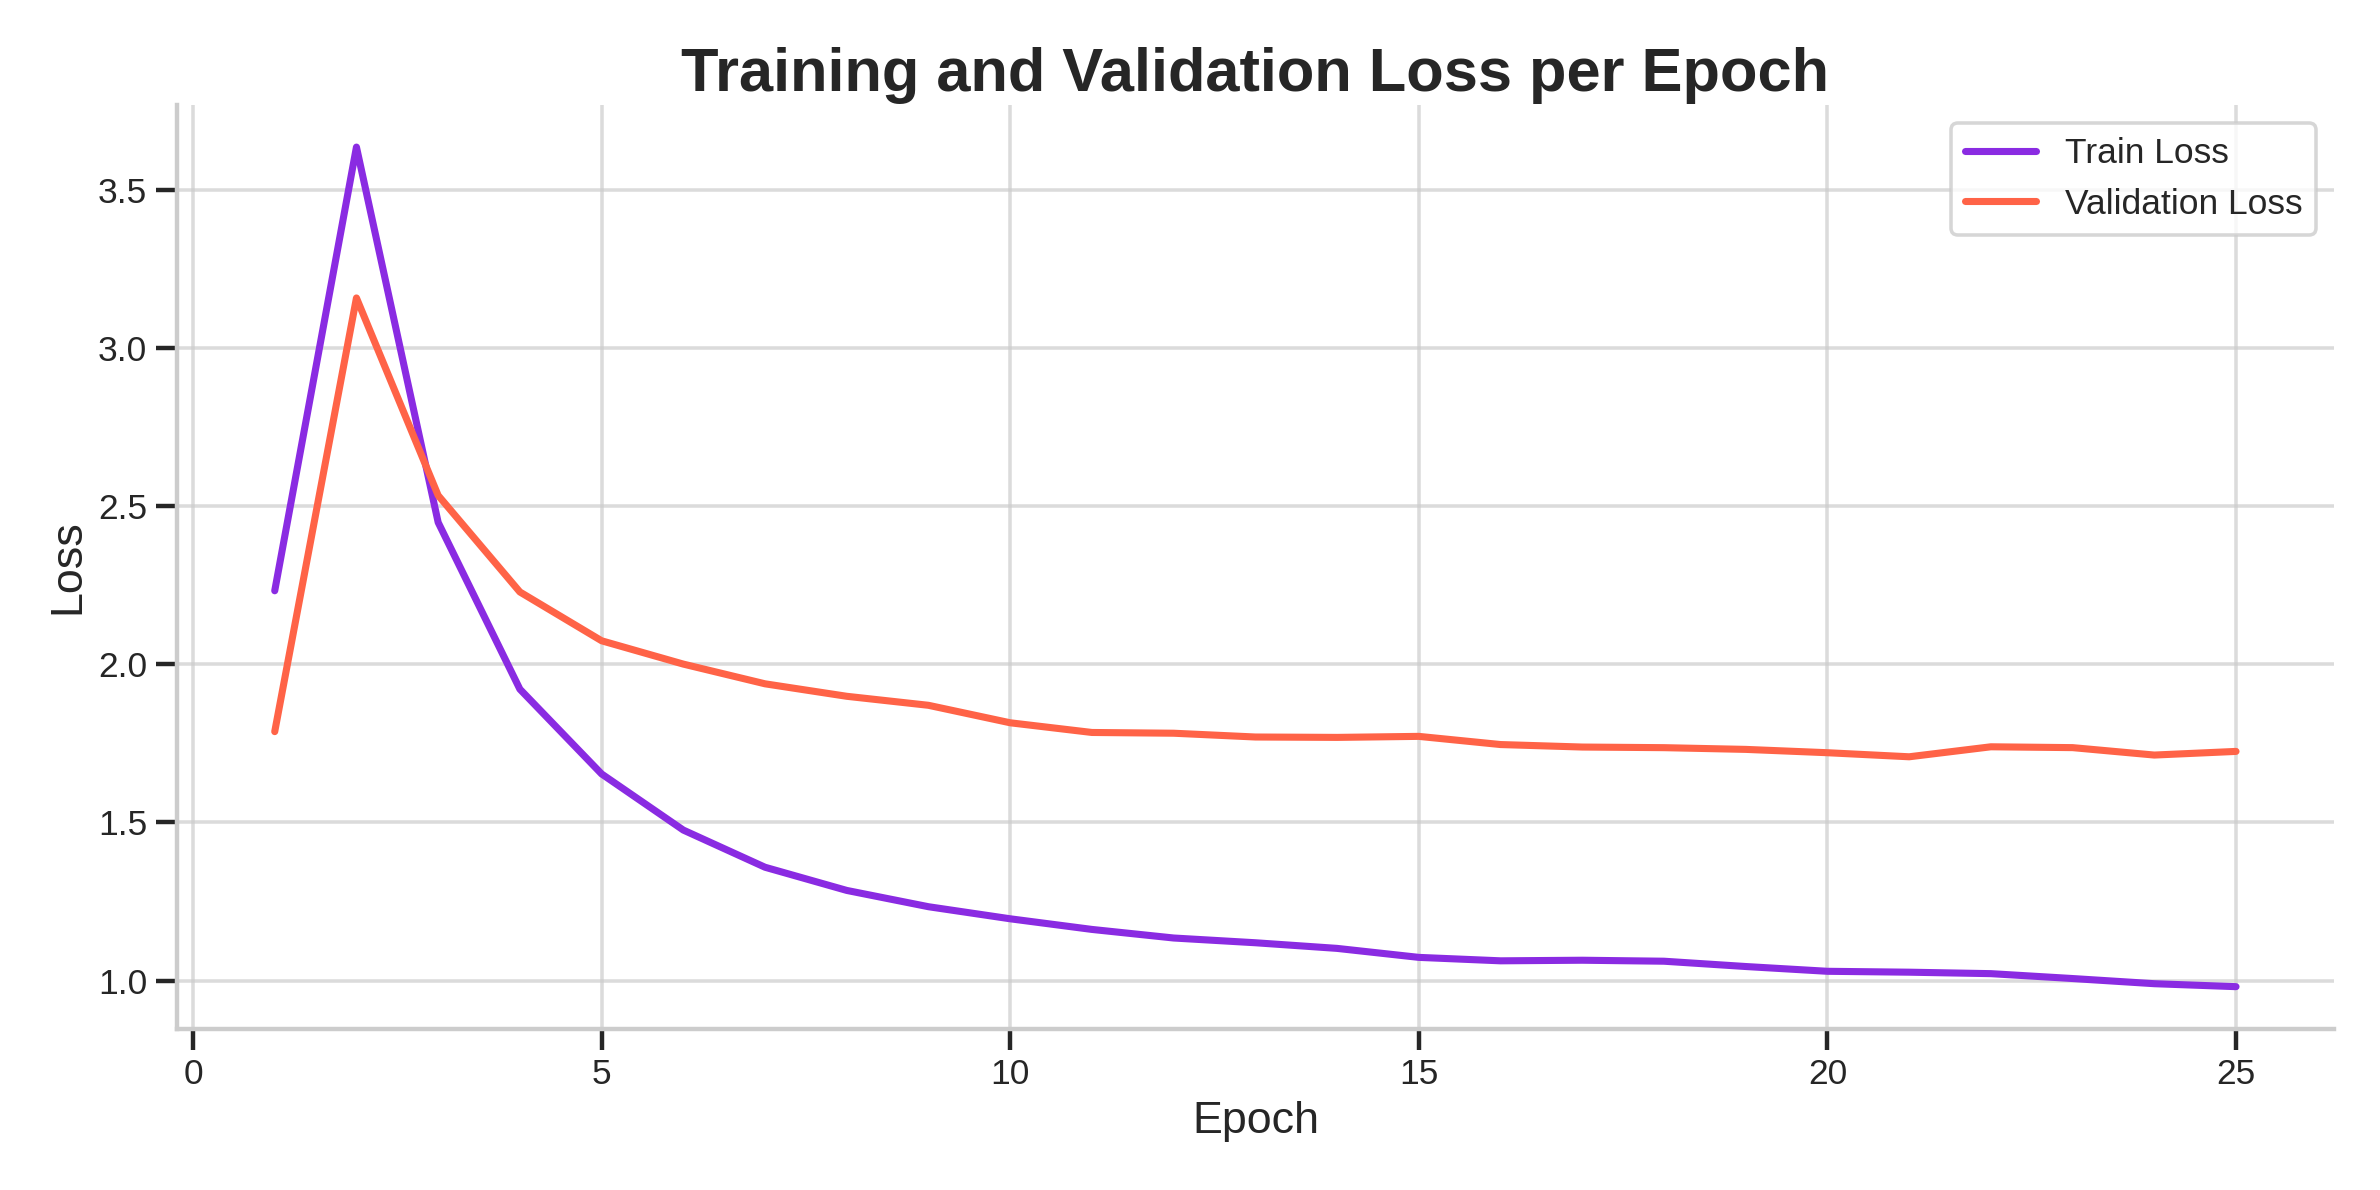 Training and Validation Loss per Epoch
Train Loss
Validation Loss
3.5
3.0
2.5
2.0
1.5
1.0
Loss
0 5 10 15 20 25
Epoch